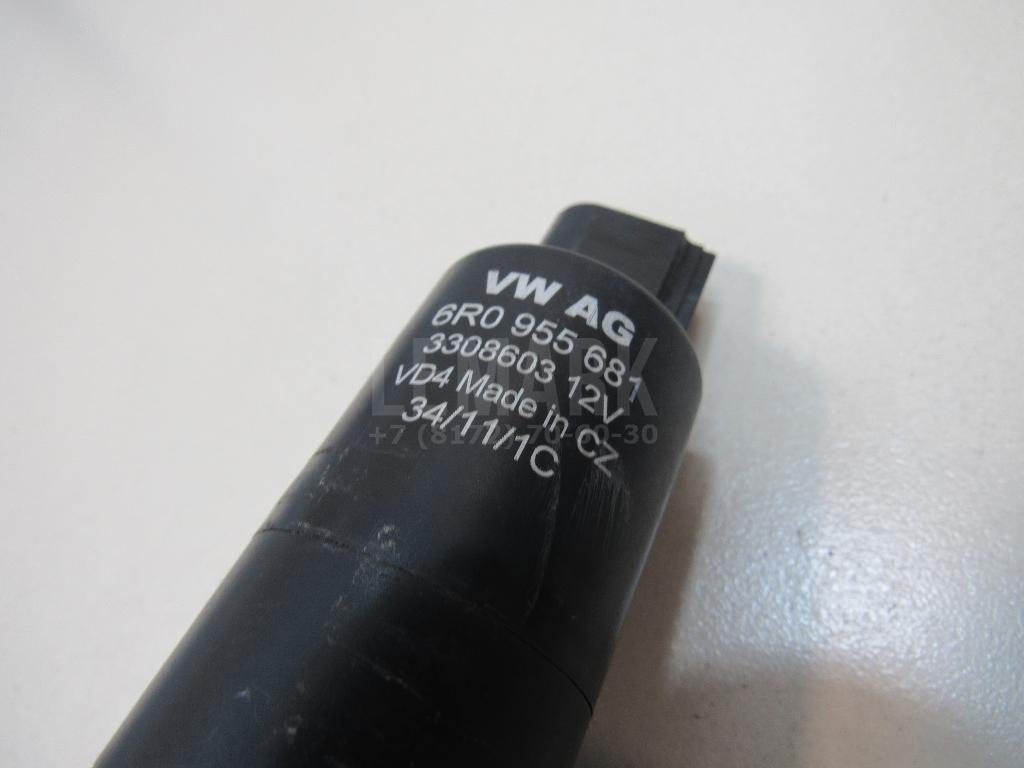 VW AG
6R0 955 681
3308603 12V
VD4 Made in CZ
34/11/1C